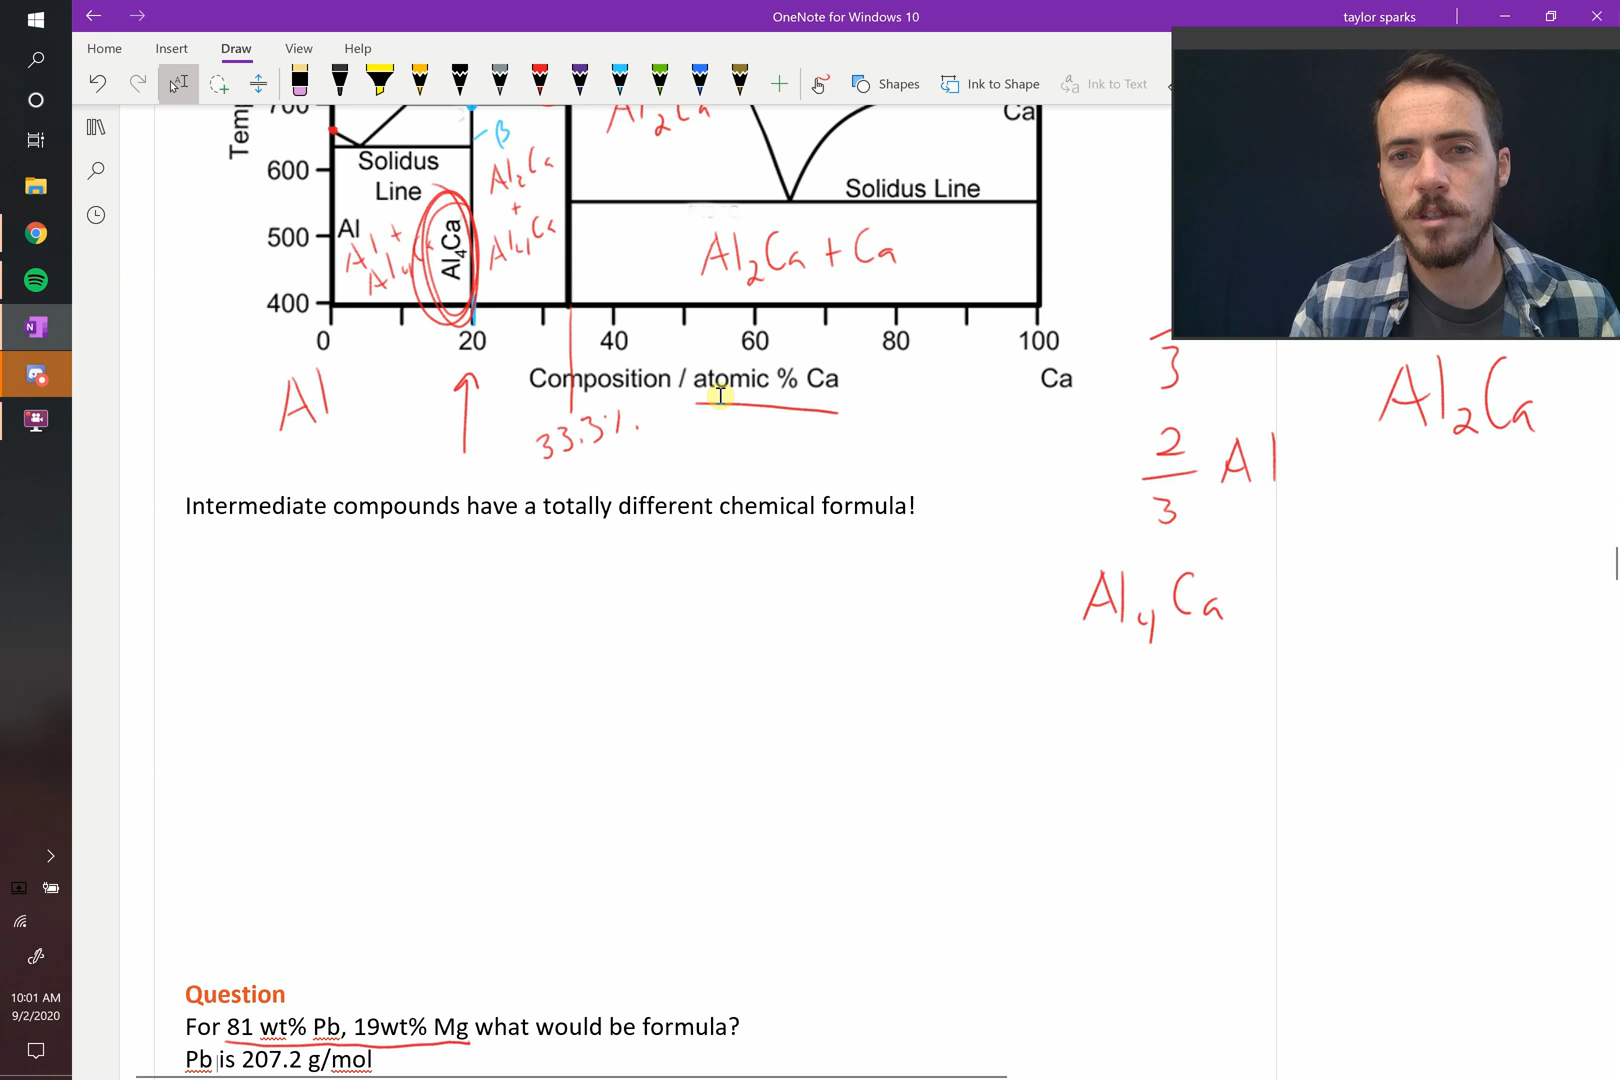 OneNote for Windows 10
taylor sparks
Home Insert Draw View Help
Shapes Ink to Shape Ink to Text
700
β
Al2Ca
Ca
Solidus
Line
600
Al2Ca
+
Al4Ca
Solidus Line
500
Al
Al +
Al4Ca
Al2Ca + Ca
400
0 20 40 60 80 100
Composition / atomic % Ca
Ca
Al
33.3%
3
2
3
Al
Al2Ca
Al4Ca
Intermediate compounds have a totally different chemical formula!
Question
For 81 wt% Pb, 19wt% Mg what would be formula?
Pb is 207.2 g/mol
10:01 AM
9/2/2020